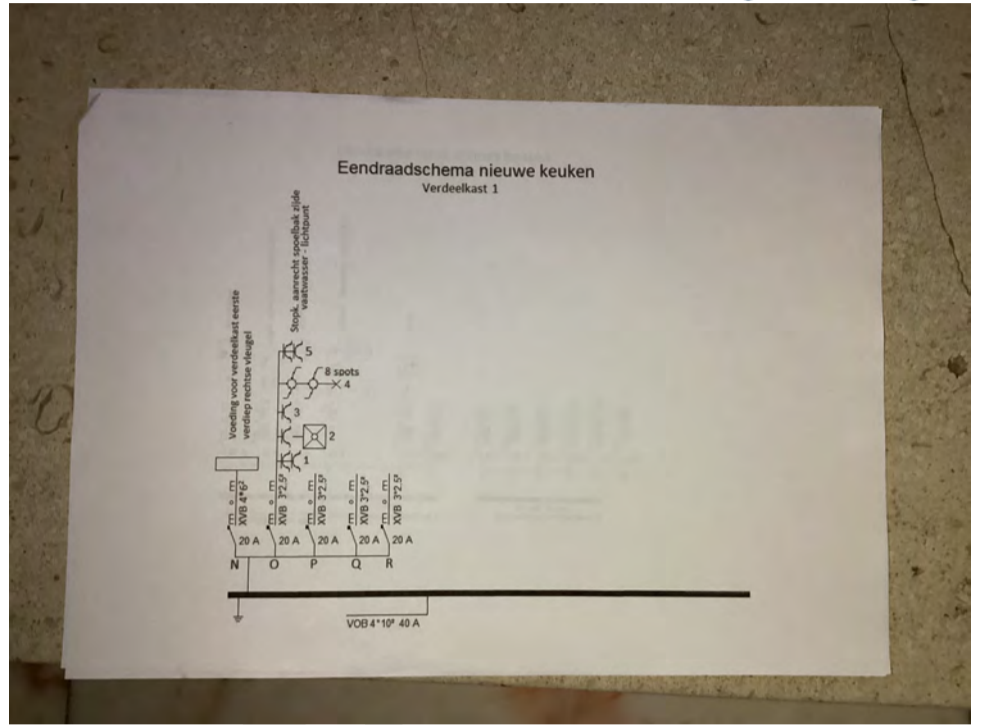 Eendraadschema nieuwe keuken
Verdeelkast 1
Voeding voor verdeelkast eerste
verdiep rechtse vleugel
Stopk. aanrecht spoelbak zijde
vaatwasser - lichtpunt
5
8 spots
4
3
2
1
XVB 4*6²
XVB 3*2.5²
XVB 3*2.5²
XVB 3*2.5²
XVB 3*2.5²
20 A
20 A
20 A
20 A
20 A
N
O
P
Q
R
VOB 4*10² 40 A